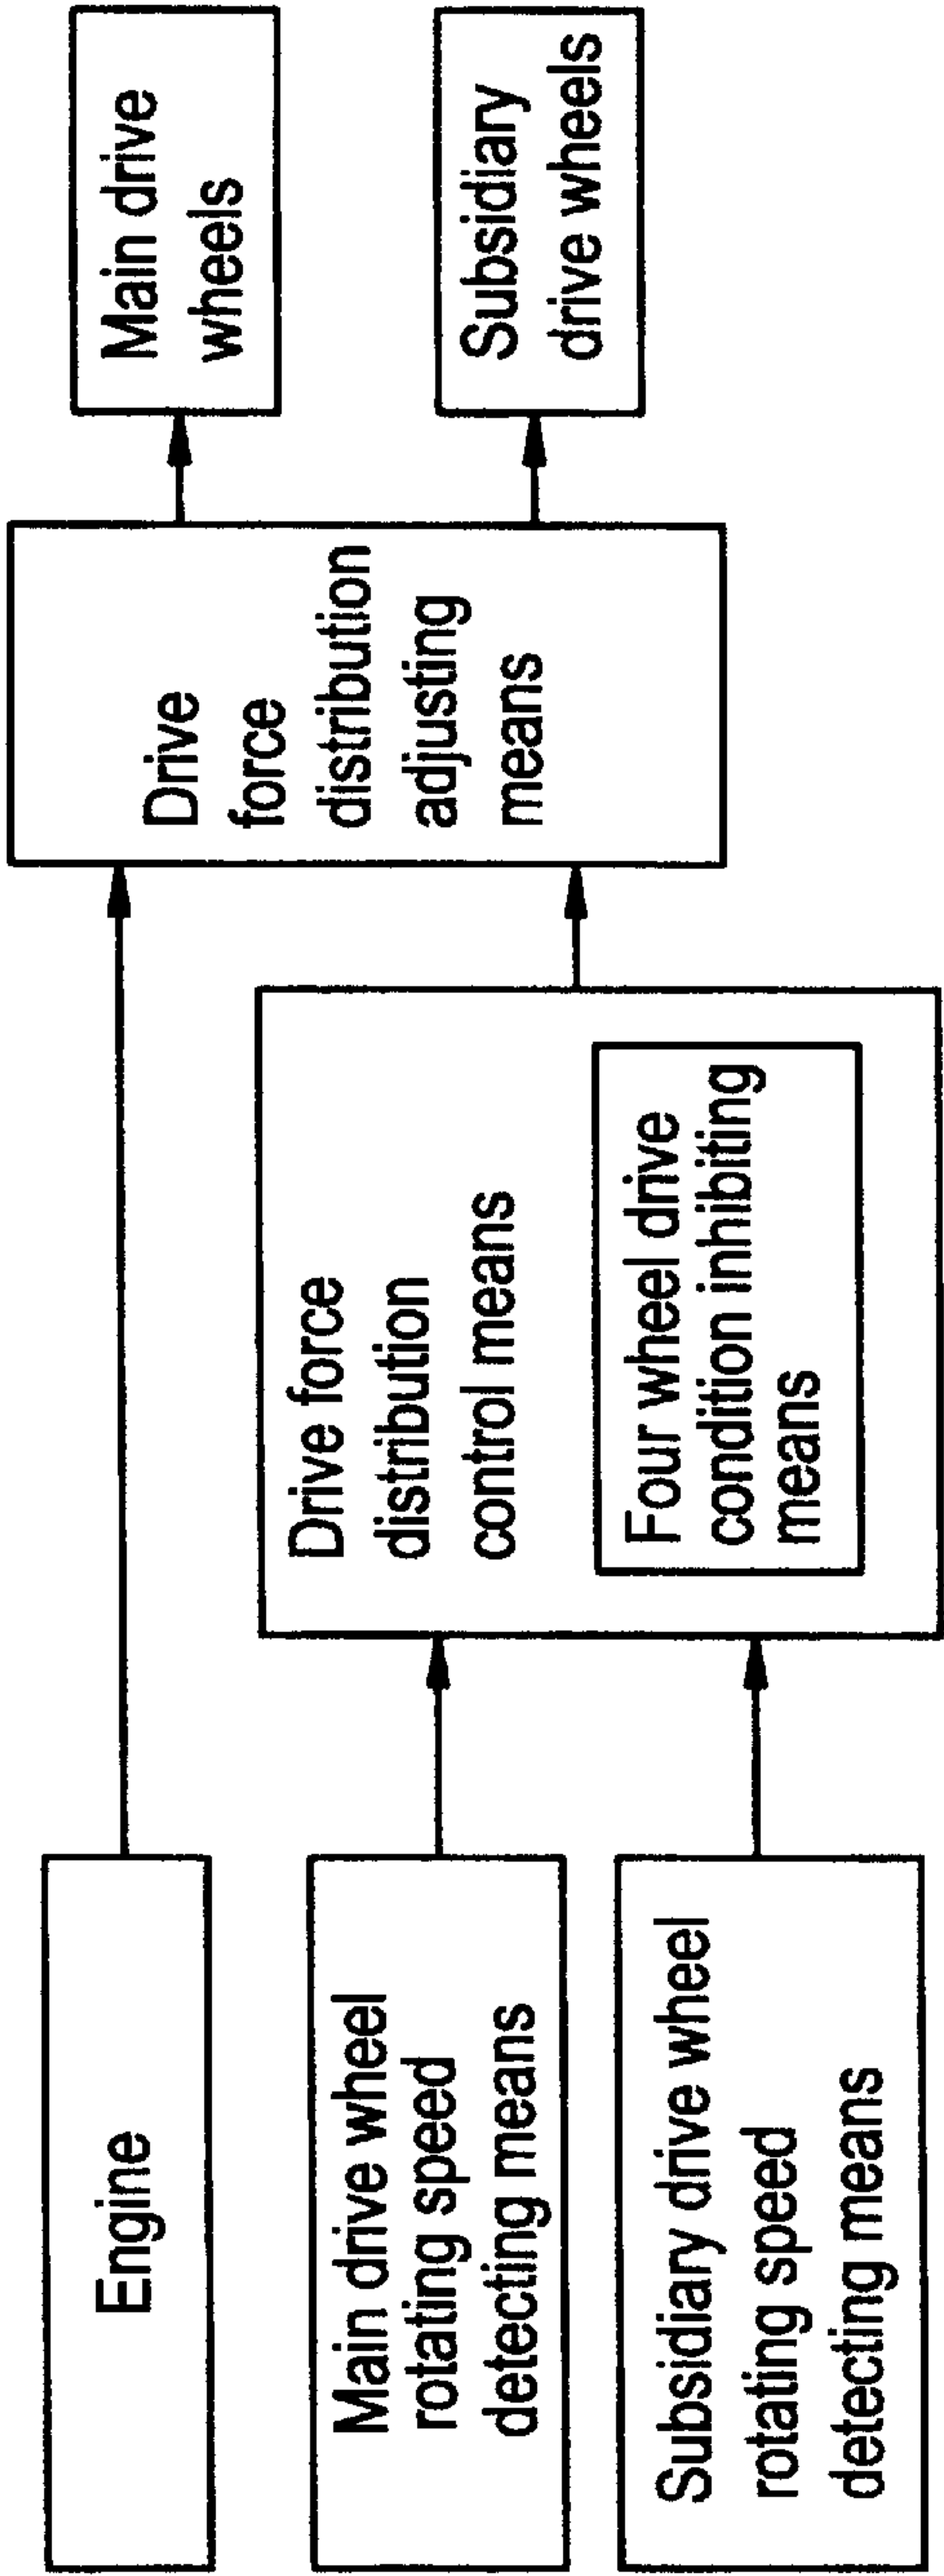 Engine
Main drive wheel
rotating speed
detecting means
Subsidiary drive wheel
rotating speed
detecting means
Drive force
distribution
control means
Four wheel drive
condition inhibiting
means
Drive
force
distribution
adjusting
means
Main drive
wheels
Subsidiary
drive wheels